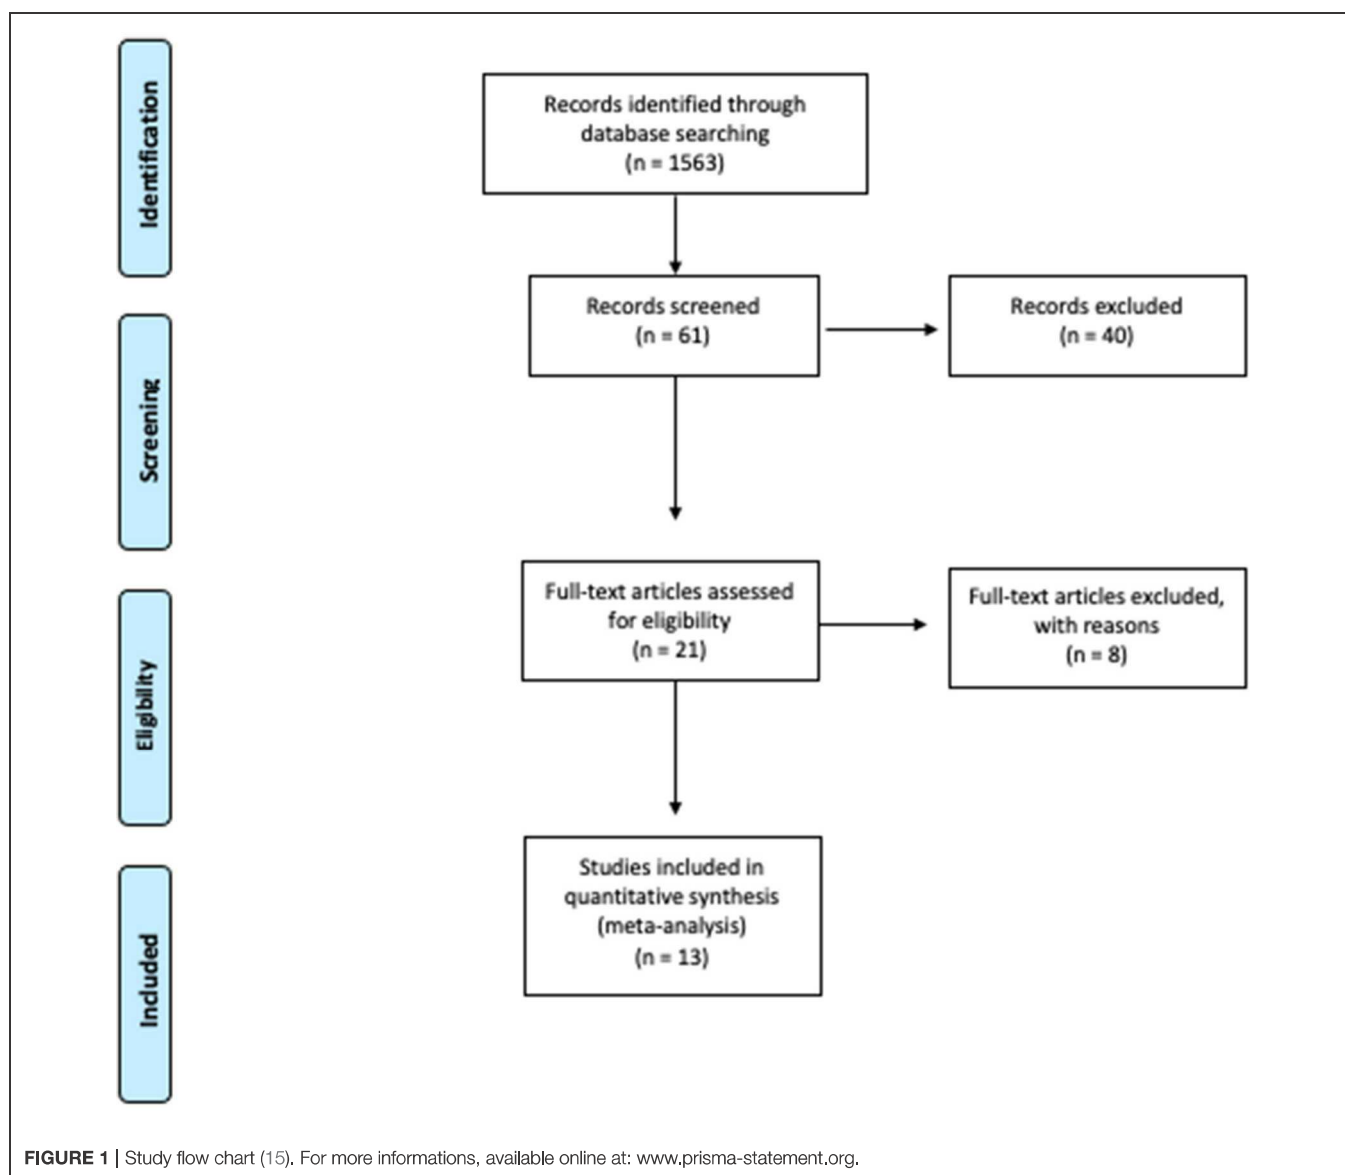 Identification
Records identified through
database searching
(n = 1563)
Screening
Records screened
(n = 61)
Records excluded
(n = 40)
Eligibility
Full-text articles assessed
for eligibility
(n = 21)
Full-text articles excluded,
with reasons
(n = 8)
Included
Studies included in
quantitative synthesis
(meta-analysis)
(n = 13)
FIGURE 1 | Study flow chart (15). For more informations, available online at: www.prisma-statement.org.